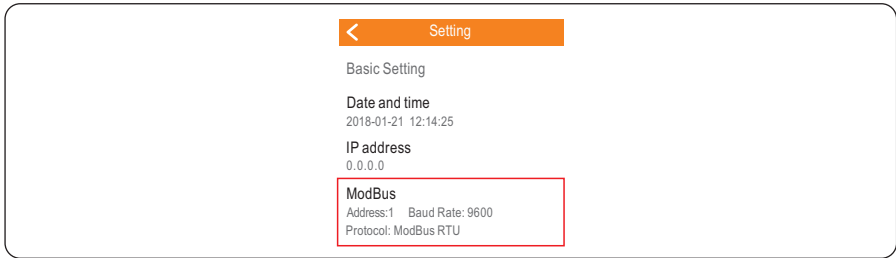 Setting
Basic Setting
Date and time
2018-01-21 12:14:25
IP address
0.0.0.0
ModBus
Address:1 Baud Rate: 9600
Protocol: ModBus RTU